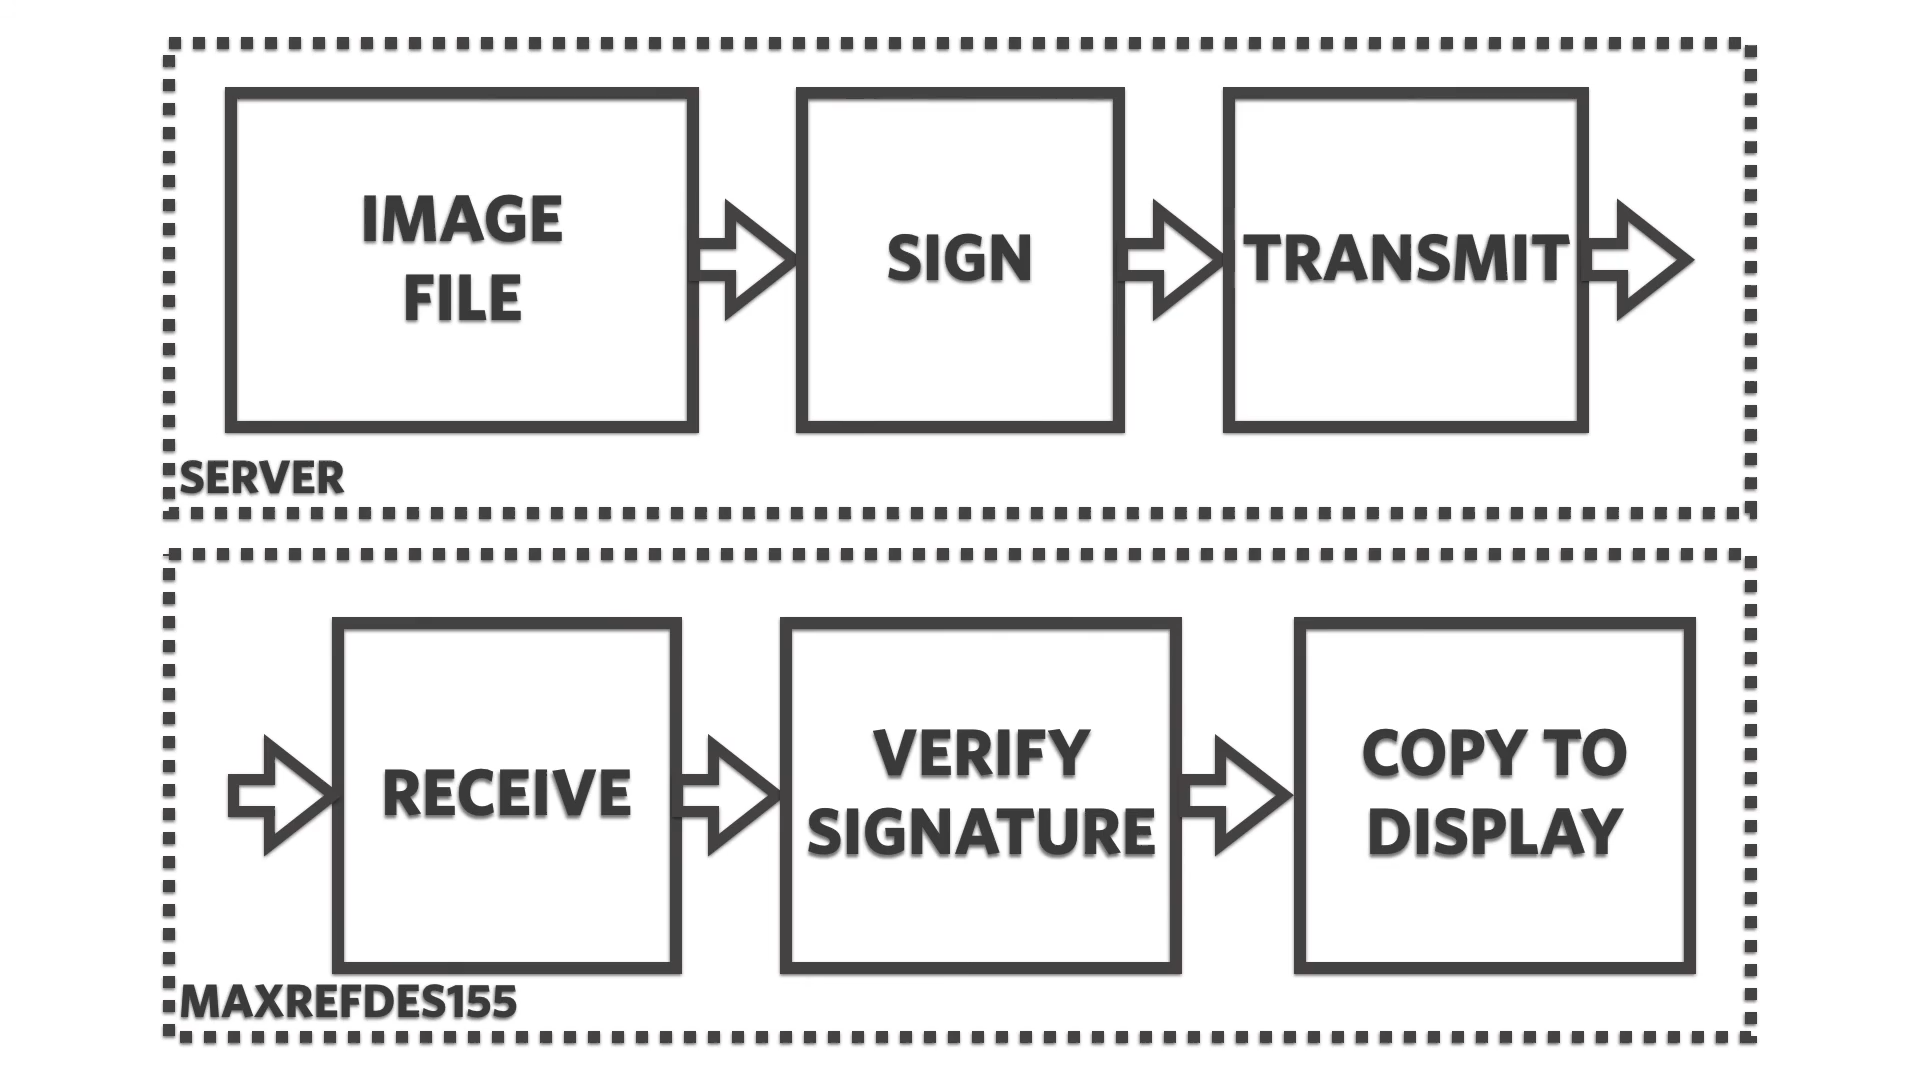 IMAGE
FILE
SIGN
TRANSMIT
SERVER
RECEIVE
VERIFY
SIGNATURE
COPY TO
DISPLAY
MAXREFDES155